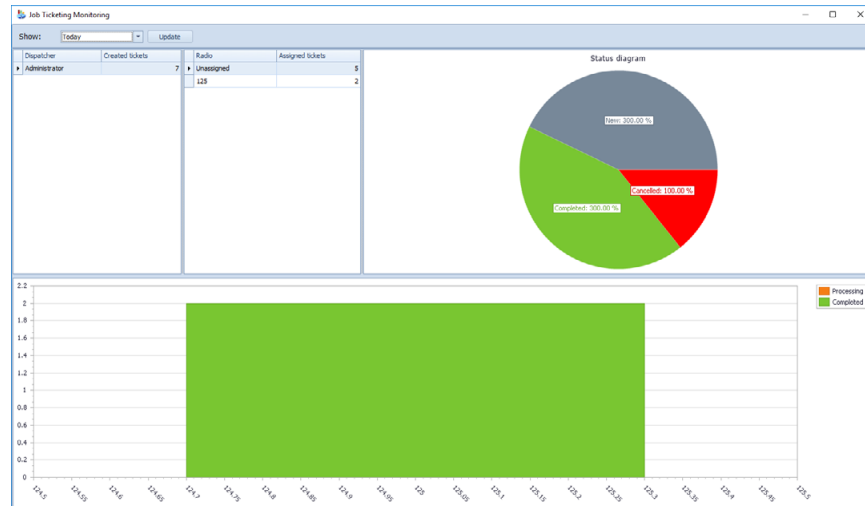 Job Ticketing Monitoring
Show: Today Update
Dispatcher Created tickets
Administrator 7
Radio Assigned tickets
Unassigned 5
125 2
Status diagram
New: 300.00 %
Cancelled: 100.00 %
Completed: 300.00 %
2.2
2
1.8
1.6
1.4
1.2
1
0.8
0.6
0.4
0.2
0
124.5 124.55 124.6 124.65 124.7 124.75 124.8 124.85 124.9 124.95 125 125.05 125.1 125.15 125.2 125.25 125.3 125.35 125.4 125.45 125.5
Processing
Completed